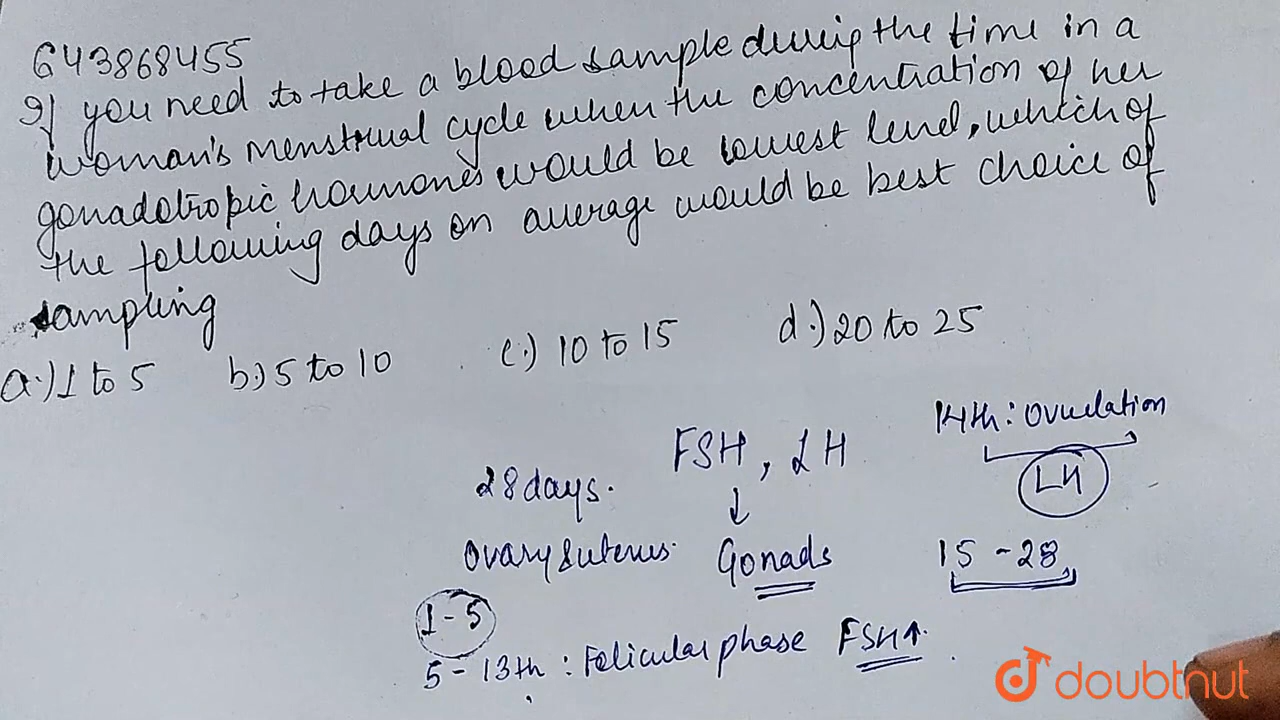 643868455
If you need to take a blood sample during the time in a
woman's menstrual cycle when the concentration of her
gonadotropic hormones would be lowest level, which of
the following days on average would be best choice of
sampling
a.) 1 to 5 b.) 5 to 10 c.) 10 to 15 d.) 20 to 25
14th : ovulation
FSH, LH
LH
28 days.
Ovary & uterus. Gonads 15 - 28
1 - 5
5 - 13th : Folicular phase FSH↑.
doubtnut